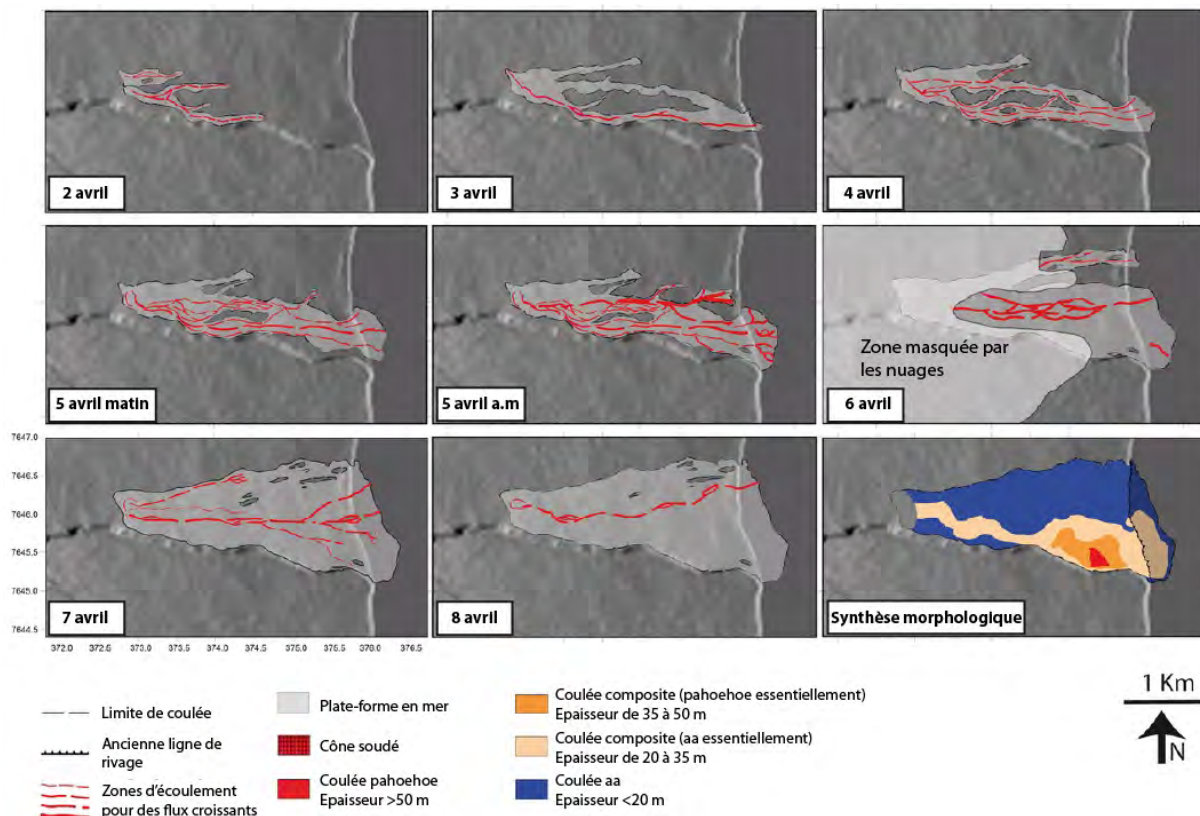 2 avril
3 avril
4 avril
5 avril matin
5 avril a.m
Zone masquée par
les nuages
6 avril
7647.0
7646.5
7646.0
7645.5
7645.0
7644.5
7 avril
8 avril
Synthèse morphologique
372.0 372.5 373.0 373.5 374.0 374.5 375.0 375.5 376.0 370.0 376.5
Limite de coulée
Ancienne ligne de
rivage
Zones d'écoulement
pour des flux croissants
Plate-forme en mer
Cône soudé
Coulée pahoehoe
Epaisseur >50 m
Coulée composite (pahoehoe essentiellement)
Epaisseur de 35 à 50 m
Coulée composite (aa essentiellement)
Epaisseur de 20 à 35 m
Coulée aa
Epaisseur <20 m
1 Km
N